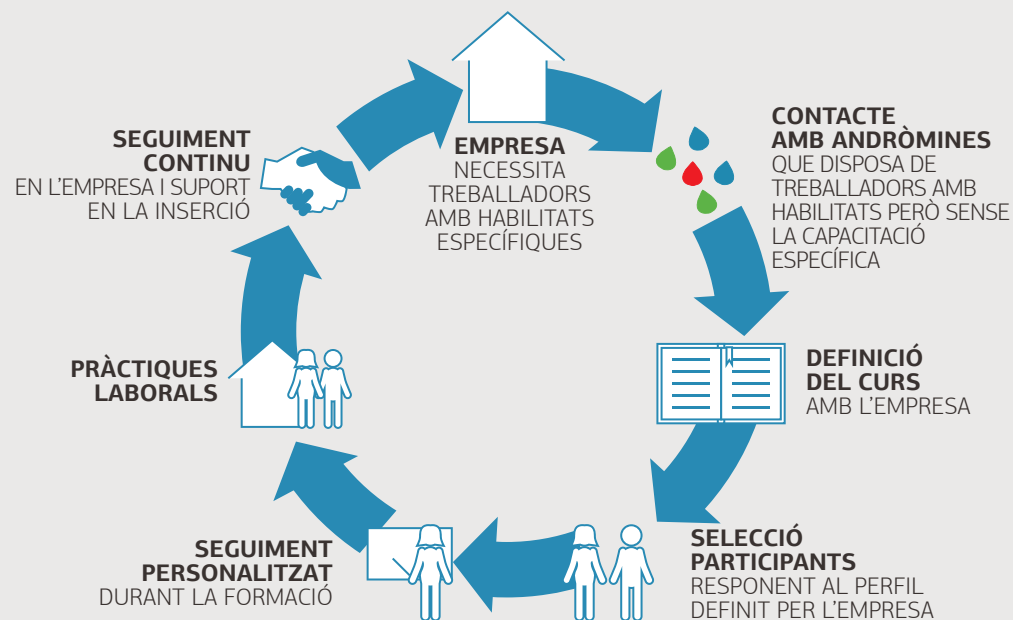 EMPRESA
NECESSITA
TREBALLADORS
AMB HABILITATS
ESPECÍFIQUES
CONTACTE
AMB ANDRÒMINES
QUE DISPOSA DE
TREBALLADORS AMB
HABILITATS PERÒ SENSE
LA CAPACITACIÓ
ESPECÍFICA
DEFINICIÓ
DEL CURS
AMB L'EMPRESA
SELECCIÓ
PARTICIPANTS
RESPONENT AL PERFIL
DEFINIT PER L'EMPRESA
SEGUIMENT
PERSONALITZAT
DURANT LA FORMACIÓ
PRÀCTIQUES
LABORALS
SEGUIMENT
CONTINU
EN L'EMPRESA I SUPORT
EN LA INSERCIÓ